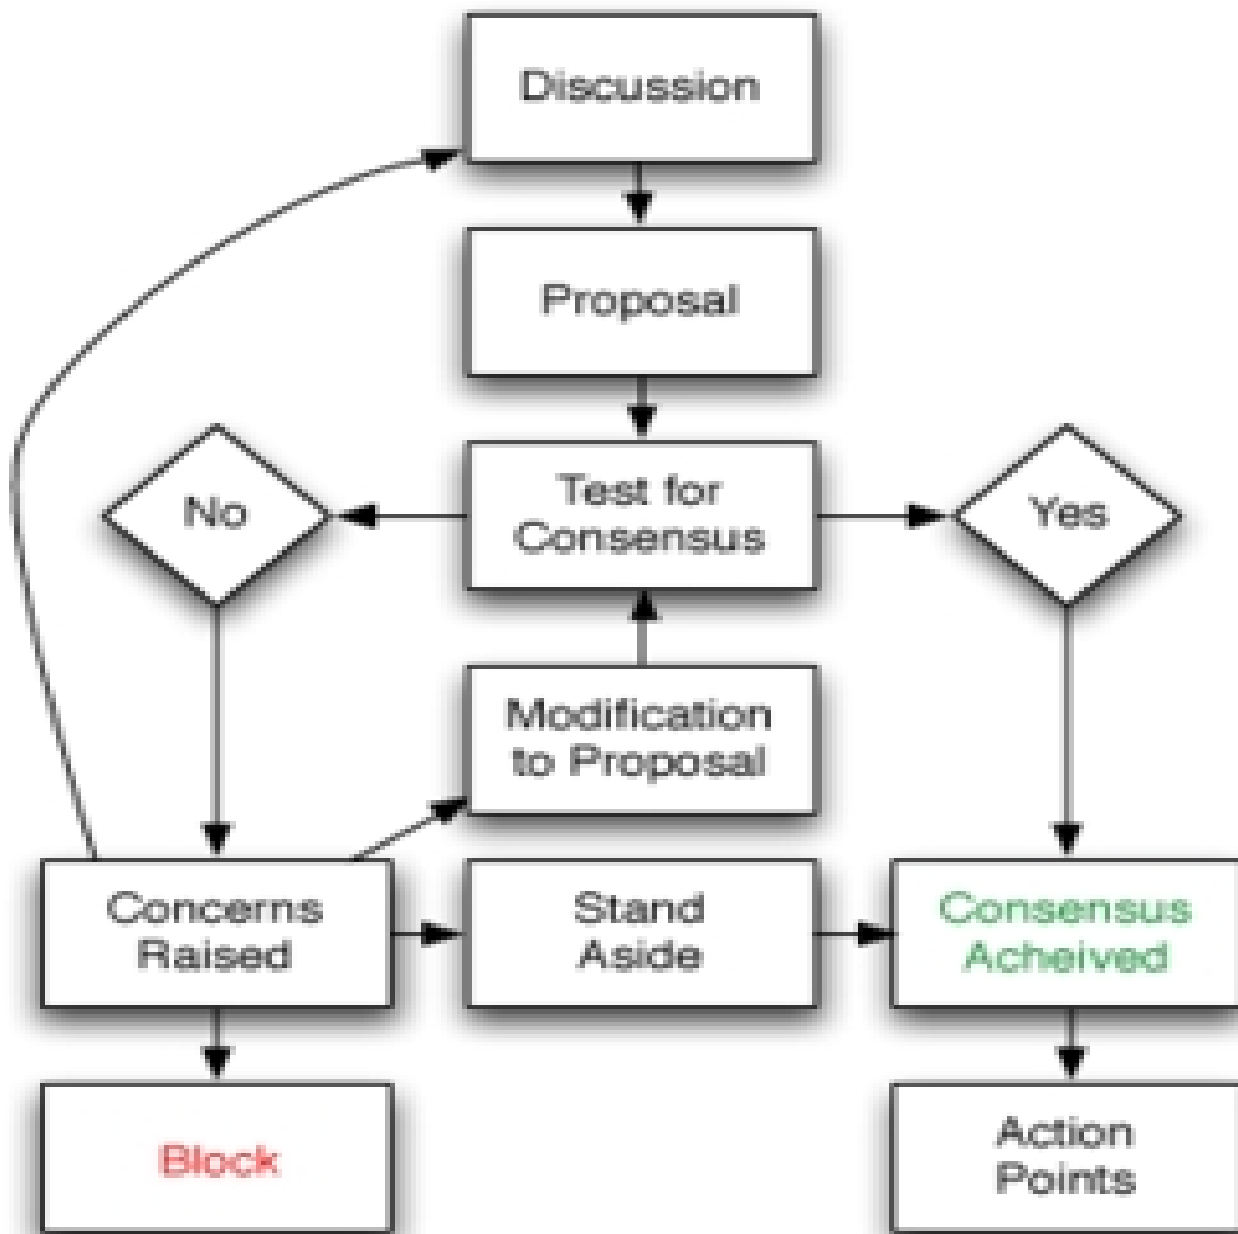 Discussion
Proposal
No
Test for
Consensus
Yes
Modification
to Proposal
Concerns
Raised
Stand
Aside
Consensus
Acheived
Block
Action
Points